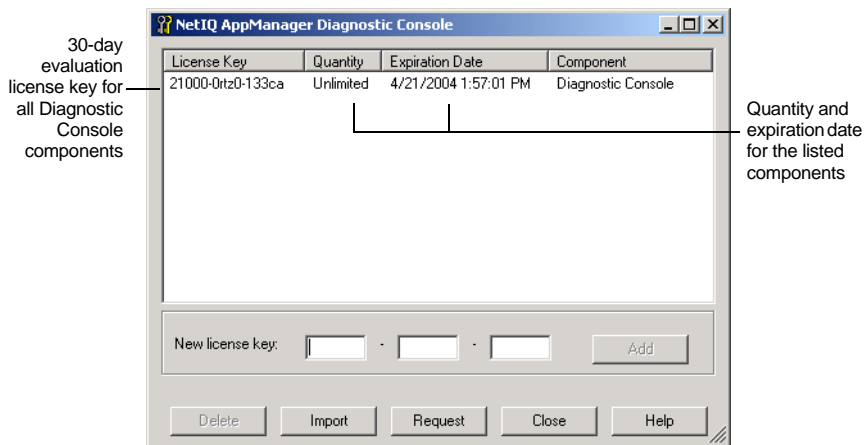 NetIQ AppManager Diagnostic Console
30-day
evaluation
license key for
all Diagnostic
Console
components
License Key Quantity Expiration Date Component
21000-0rtz0-133ca Unlimited 4/21/2004 1:57:01 PM Diagnostic Console
Quantity and
expiration date
for the listed
components
New license key: - - Add
Delete Import Request Close Help